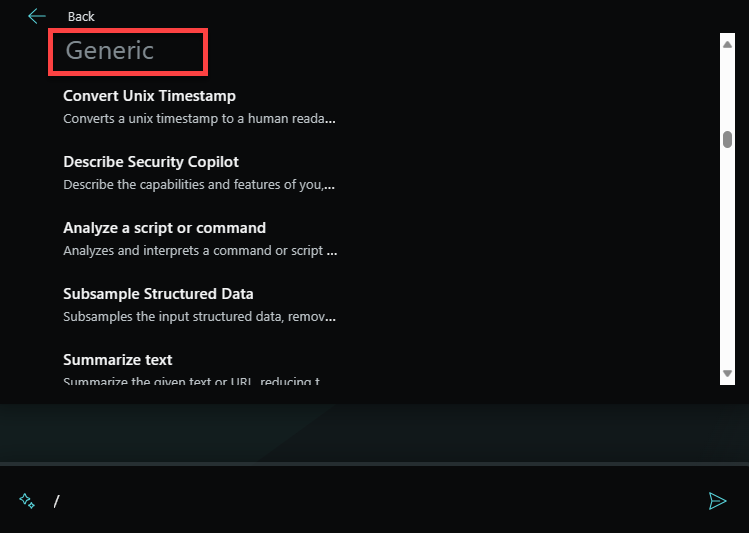 Back
Generic
Convert Unix Timestamp
Converts a unix timestamp to a human reada...
Describe Security Copilot
Describe the capabilities and features of you,...
Analyze a script or command
Analyzes and interprets a command or script ...
Subsample Structured Data
Subsamples the input structured data, remov...
Summarize text
Summarize the given text or URL, reducing t
/